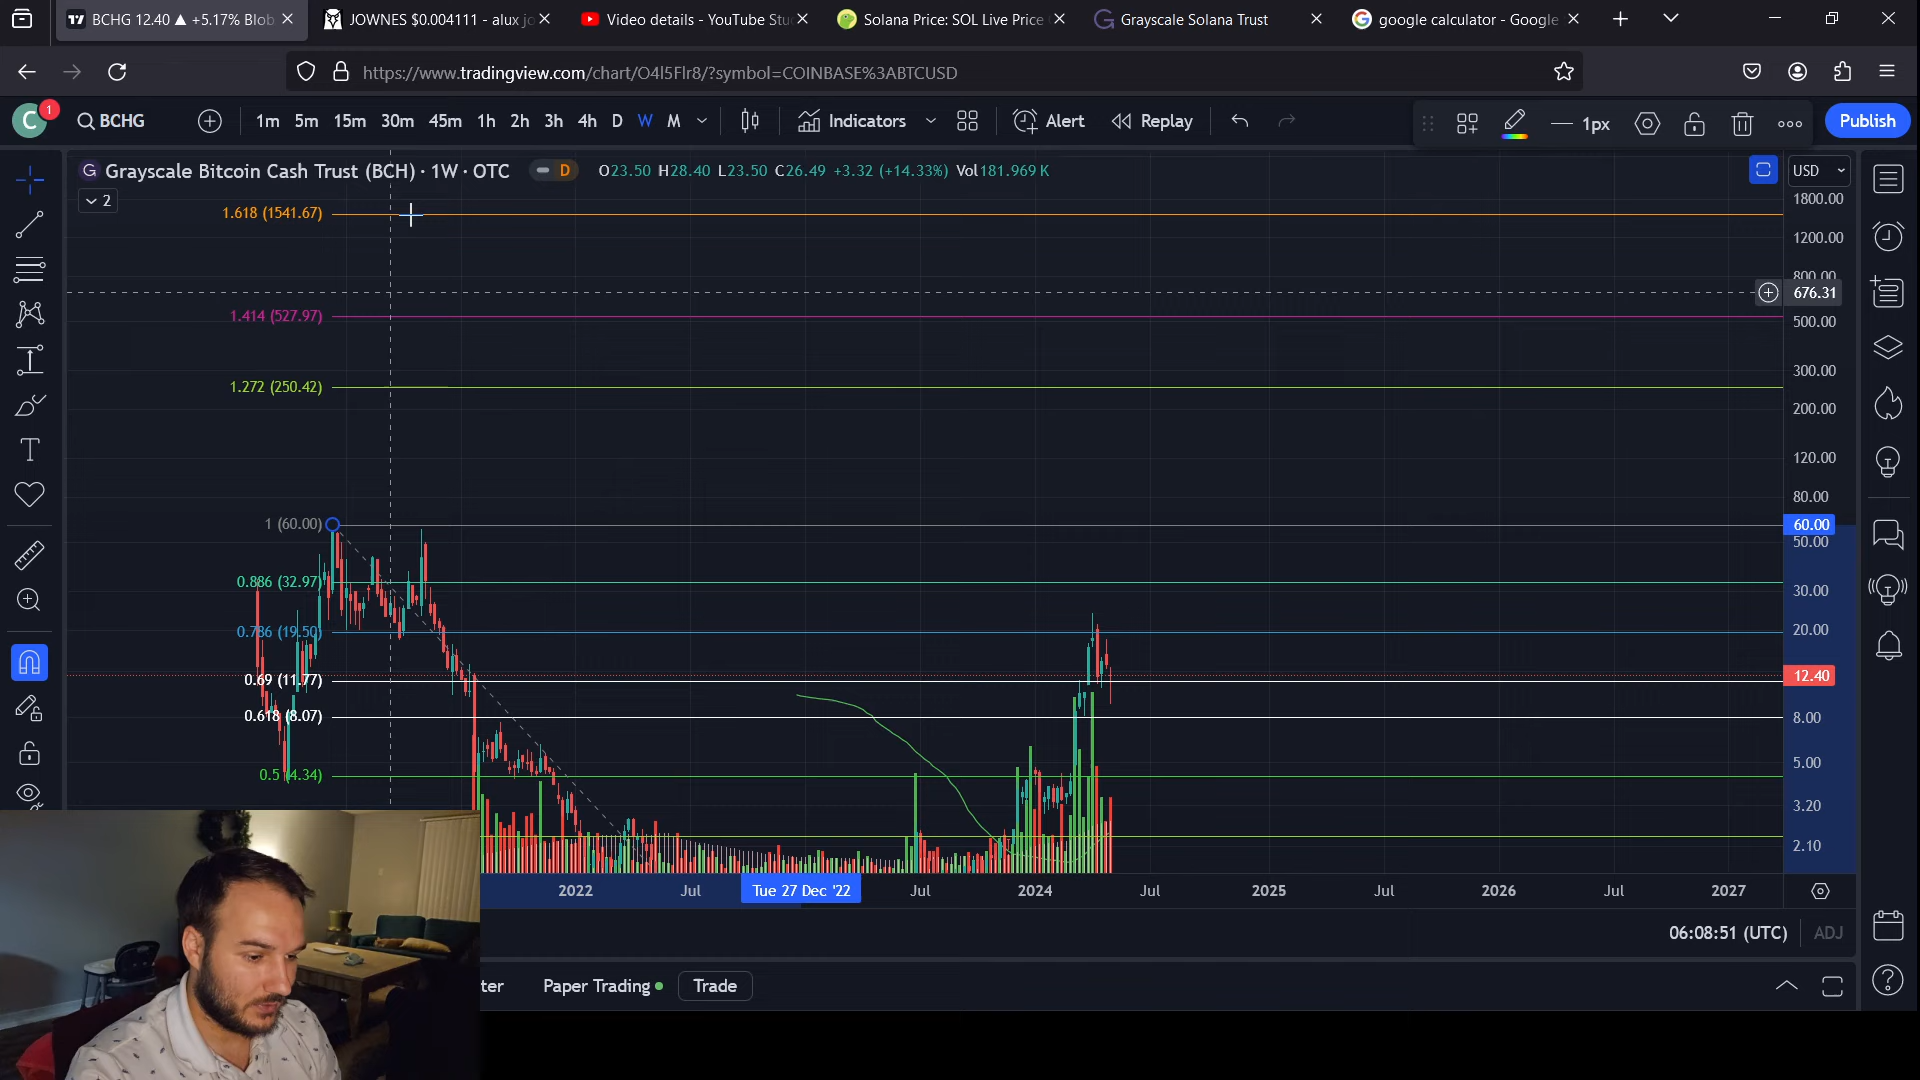 BCHG 12.40 ▲ +5.17% Blob
JOWNES $0.004111 - alux jo
Video details - YouTube Stu
Solana Price: SOL Live Price
Grayscale Solana Trust
google calculator - Google
https://www.tradingview.com/chart/O4l5Flr8/?symbol=COINBASE%3ABTCUSD
C 1 BCHG 1m 5m 15m 30m 45m 1h 2h 3h 4h D W M Indicators Alert Replay 1px Publish
G Grayscale Bitcoin Cash Trust (BCH) · 1W · OTC D O23.50 H28.40 L23.50 C26.49 +3.32 (+14.33%) Vol181.969 K USD
2
1.618 (1541.67)
1.414 (527.97)
1.272 (250.42)
1 (60.00)
0.886 (32.97)
0.786 (19.50)
0.69 (11.77)
0.618 (8.07)
0.5 (4.34)
1800.00
1200.00
800.00
676.31
500.00
300.00
200.00
120.00
80.00
60.00
50.00
30.00
20.00
12.40
8.00
5.00
3.20
2.10
2022 Jul Tue 27 Dec '22 Jul 2024 Jul 2025 Jul 2026 Jul 2027
06:08:51 (UTC) ADJ
ter Paper Trading Trade